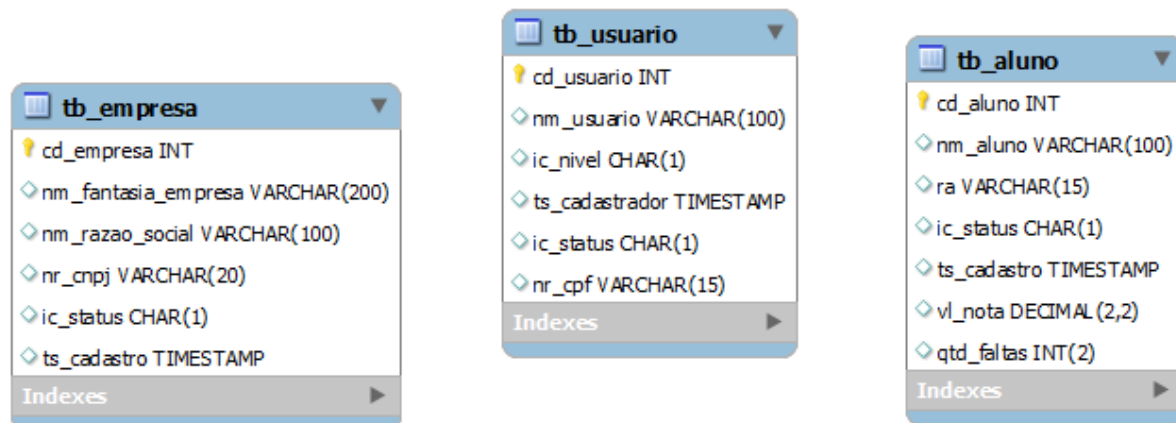 tb_empresa
cd_empresa INT
nm_fantasia_empresa VARCHAR(200)
nm_razao_social VARCHAR(100)
nr_cnpj VARCHAR(20)
ic_status CHAR(1)
ts_cadastro TIMESTAMP
Indexes
tb_usuario
cd_usuario INT
nm_usuario VARCHAR(100)
ic_nivel CHAR(1)
ts_cadastrador TIMESTAMP
ic_status CHAR(1)
nr_cpf VARCHAR(15)
Indexes
tb_aluno
cd_aluno INT
nm_aluno VARCHAR(100)
ra VARCHAR(15)
ic_status CHAR(1)
ts_cadastro TIMESTAMP
vl_nota DECIMAL(2,2)
qtd_faltas INT(2)
Indexes